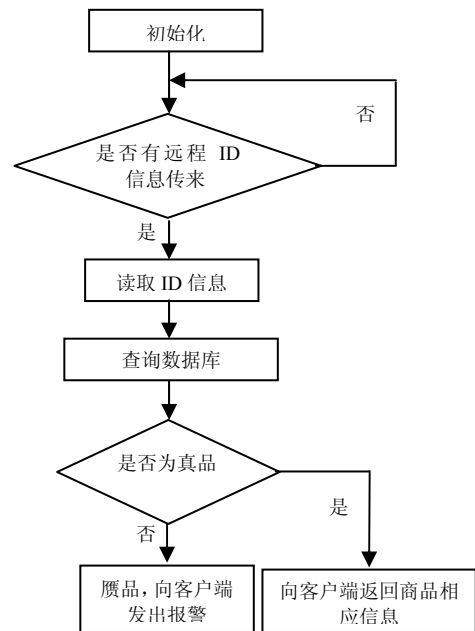 初始化
否
是否有远程 ID
信息传来
是
读取 ID 信息
查询数据库
是否为真品
是
否
赝品，向客户端
发出报警
向客户端返回商品相
应信息